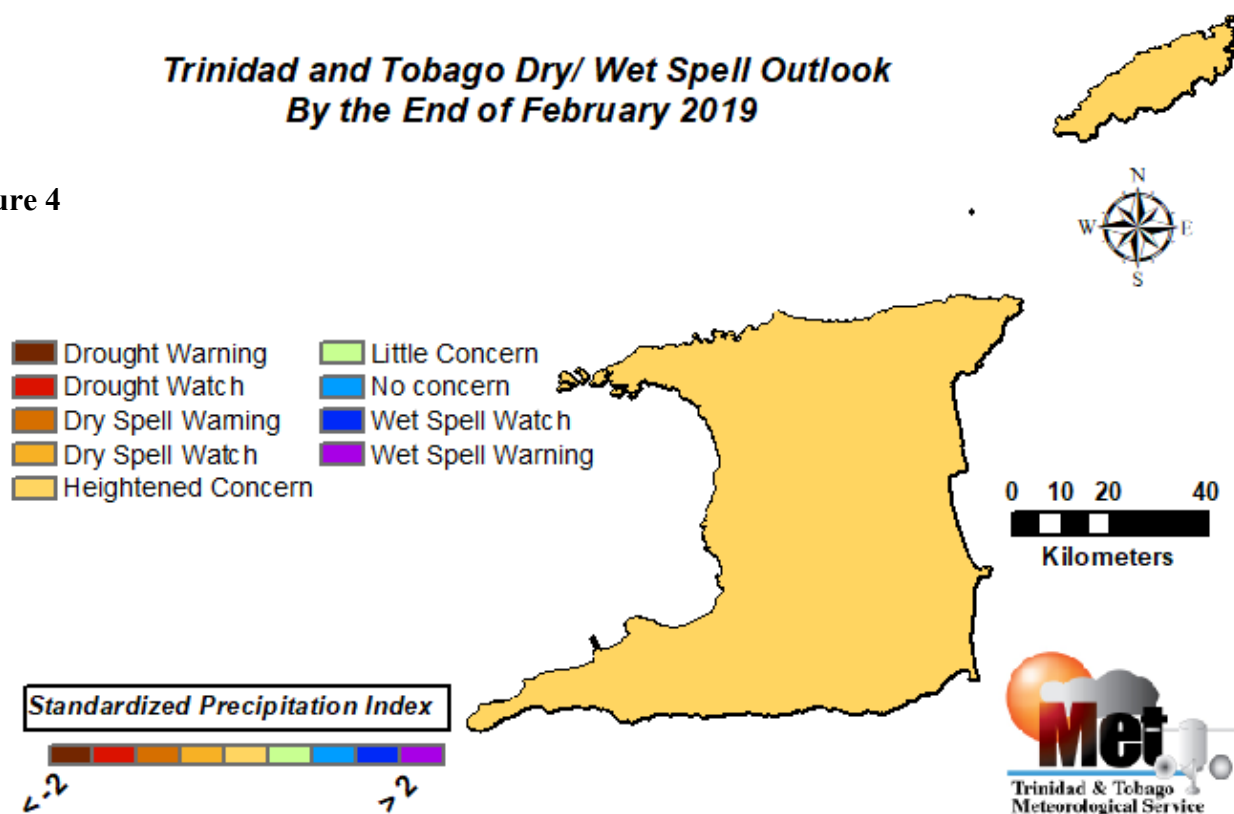 Trinidad and Tobago Dry/ Wet Spell Outlook
By the End of February 2019
ure 4
N
W E
S
Drought Warning
Drought Watch
Dry Spell Warning
Dry Spell Watch
Heightened Concern
Little Concern
No concern
Wet Spell Watch
Wet Spell Warning
0 10 20 40
Kilometers
Standardized Precipitation Index
< -2 > 2
Met
Trinidad & Tobago
Meteorological Service